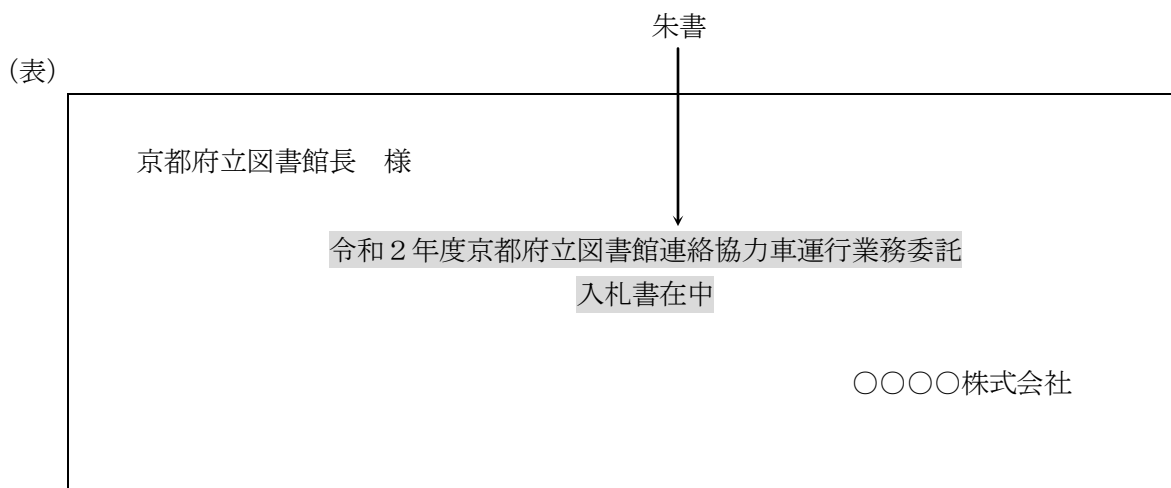 朱書
（表）
京都府立図書館長　様
令和２年度京都府立図書館連絡協力車運行業務委託
入札書在中
○○○○株式会社